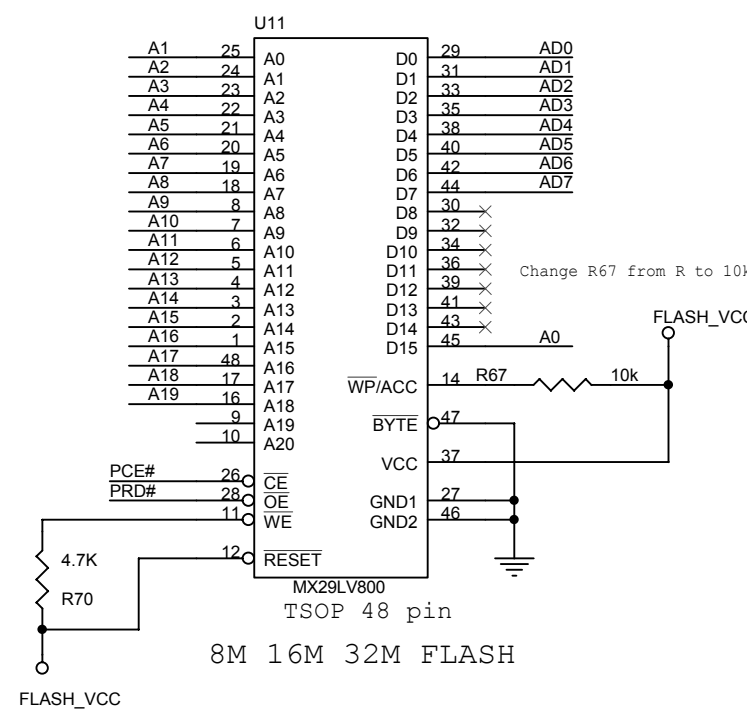 U11
A1 25 A0 D0 29 AD0
A2 24 A1 D1 31 AD1
A3 23 A2 D2 33 AD2
A4 22 A3 D3 35 AD3
A5 21 A4 D4 38 AD4
A6 20 A5 D5 40 AD5
A7 19 A6 D6 42 AD6
A8 18 A7 D7 44 AD7
A9 8 A8 D8 30
A10 7 A9 D9 32
A11 6 A10 D10 34
A12 5 A11 D11 36
Change R67 from R to 10k
A13 4 A12 D12 39
A14 3 A13 D13 41
A15 2 A14 D14 43
FLASH_VCC
A16 1 A15 D15 45 A0
A17 48 A16
A18 17 A17 WP/ACC 14 R67 10k
A19 16 A18
9 A19 BYTE 47
10 A20
VCC 37
PCE# 26 CE
PRD# 28 OE GND1 27
11 WE GND2 46
12 RESET
4.7K
R70
MX29LV800
TSOP 48 pin
8M 16M 32M FLASH
FLASH_VCC